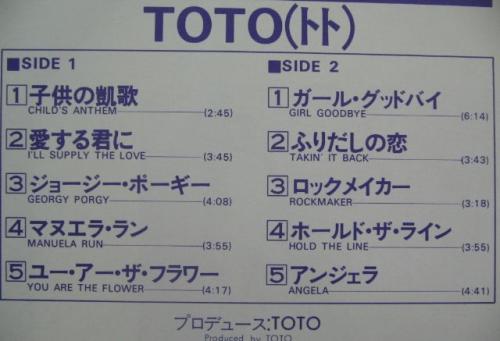 TOTO(トト)
■SIDE 1
1 子供の凱歌
CHILD'S ANTHEM (2:45)
2 愛する君に
I'LL SUPPLY THE LOVE (3:45)
3 ジョージー・ポーギー
GEORGY PORGY (4:08)
4 マヌエラ・ラン
MANUELA RUN (3:55)
5 ユー・アー・ザ・フラワー
YOU ARE THE FLOWER (4:17)
■SIDE 2
1 ガール・グッドバイ
GIRL GOODBYE (6:14)
2 ふりだしの恋
TAKIN' IT BACK (3:43)
3 ロックメイカー
ROCKMAKER (3:18)
4 ホールド・ザ・ライン
HOLD THE LINE (3:55)
5 アンジェラ
ANGELA (4:41)
プロデュース:TOTO
Produced by TOTO